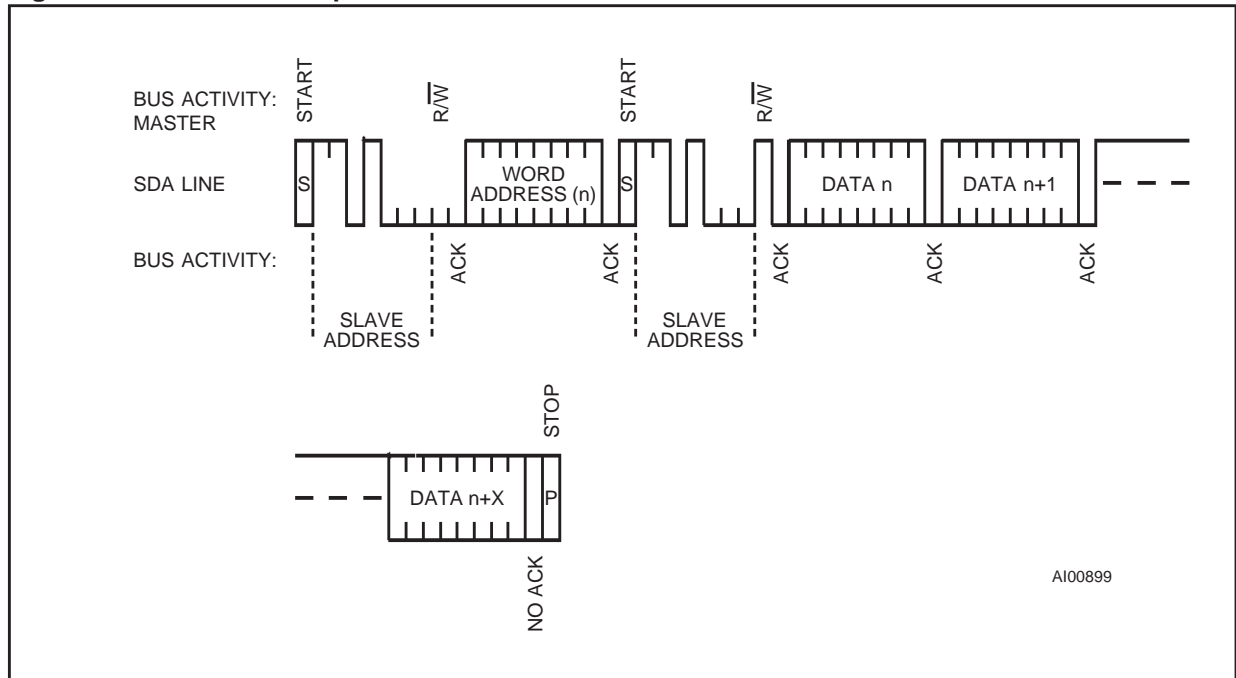 START
R/W
START
R/W
BUS ACTIVITY:
MASTER
SDA LINE
S
WORD
ADDRESS (n)
S
DATA n
DATA n+1
BUS ACTIVITY:
ACK
ACK
ACK
ACK
ACK
SLAVE
ADDRESS
SLAVE
ADDRESS
STOP
DATA n+X
P
NO ACK
AI00899